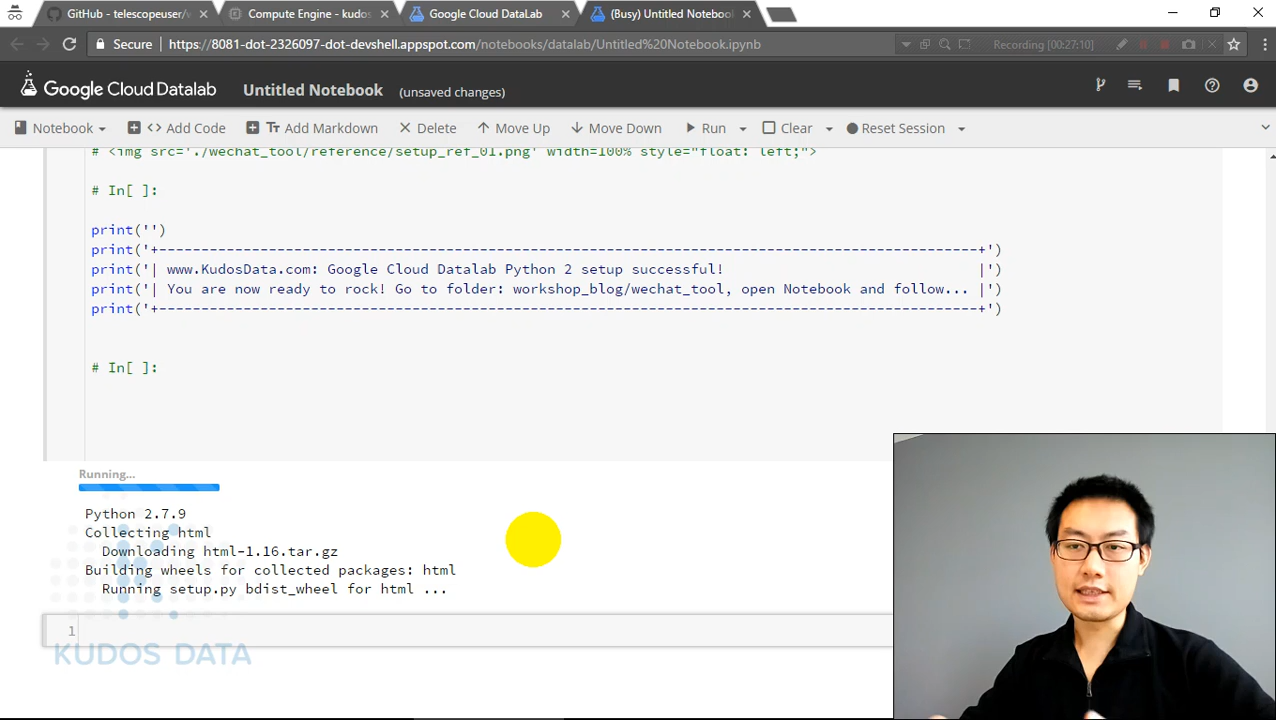 GitHub - telescopeuser/v
Compute Engine - kudos
Google Cloud DataLab
(Busy) Untitled Notebook
Secure
https://8081-dot-2326097-dot-devshell.appspot.com/notebooks/datalab/Untitled%20Notebook.ipynb
Recording [00:27:10]
Google Cloud Datalab
Untitled Notebook
(unsaved changes)
Notebook
<> Add Code
Tт Add Markdown
Delete
Move Up
Move Down
Run
Clear
Reset Session
# <img src='./wechat_tool/reference/setup_ref_01.png' width=100% style="float: left;">
# In[ ]:
print('')
print('+-------------------------------------------------------------------------------------------------+')
print('| www.KudosData.com: Google Cloud Datalab Python 2 setup successful! |')
print('| You are now ready to rock! Go to folder: workshop_blog/wechat_tool, open Notebook and follow... |')
print('+-------------------------------------------------------------------------------------------------+')
# In[ ]:
Running...
Python 2.7.9
Collecting html
Downloading html-1.16.tar.gz
Building wheels for collected packages: html
Running setup.py bdist_wheel for html ...
1
KUDOS DATA